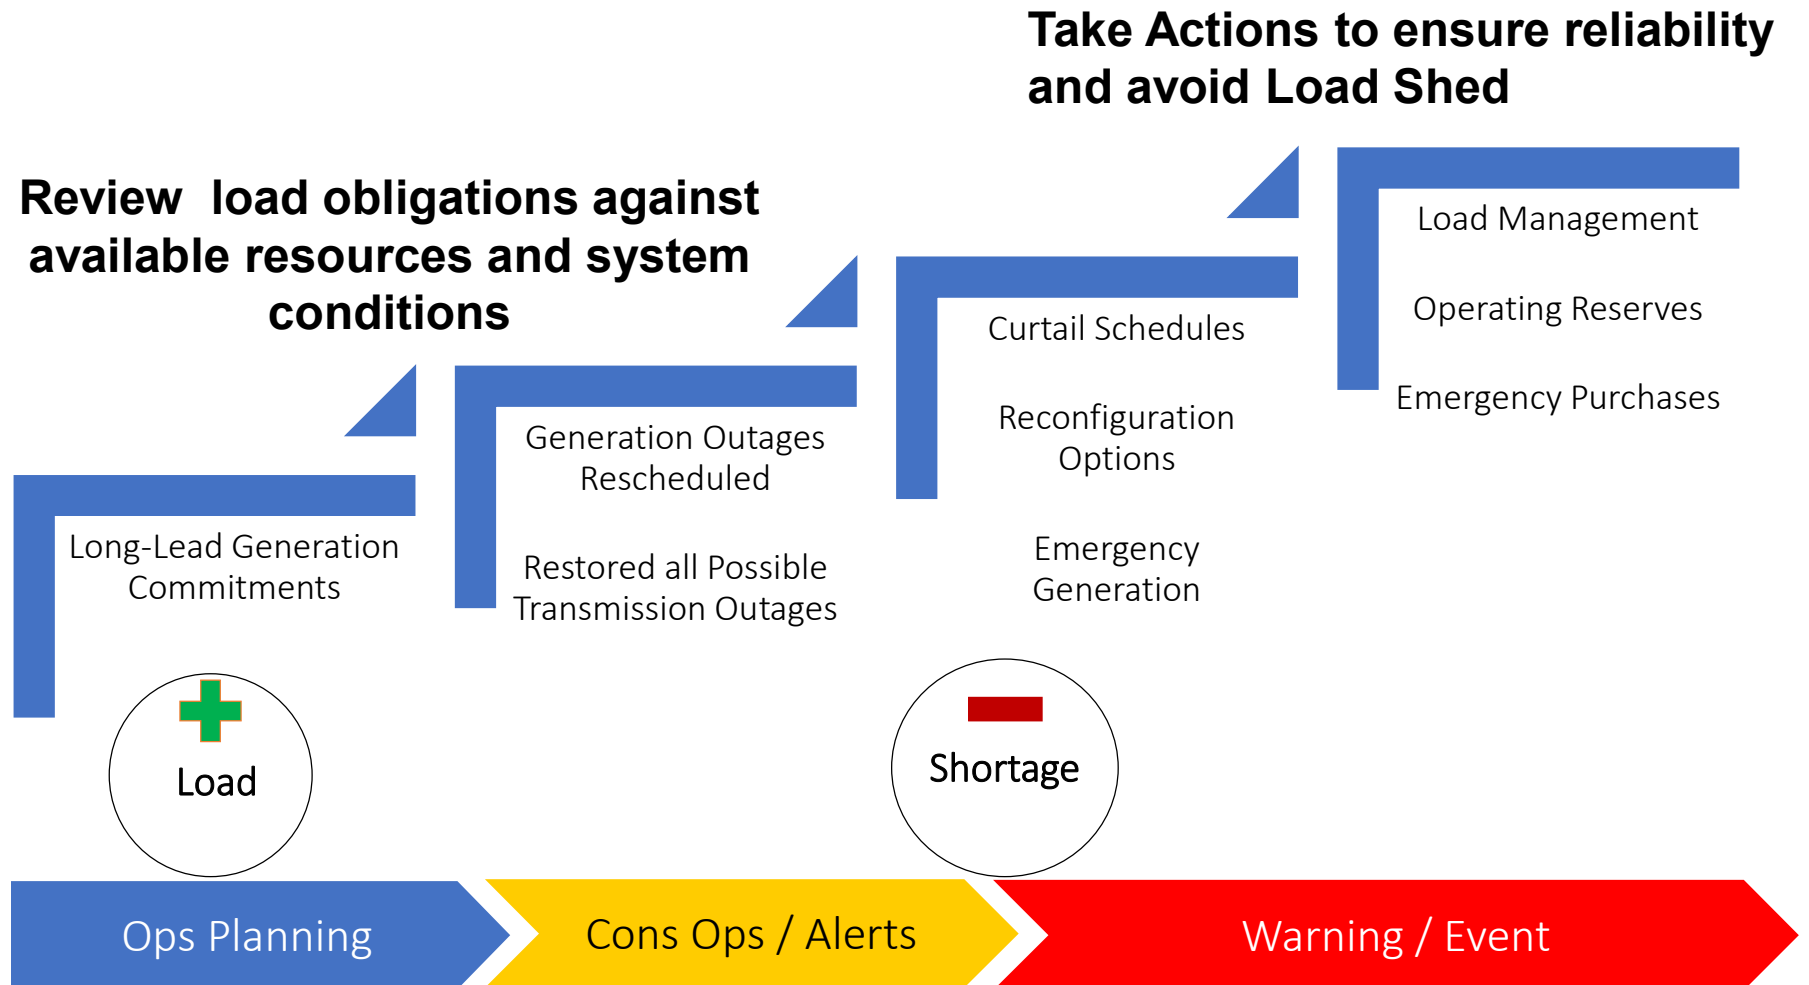 Take Actions to ensure reliability
and avoid Load Shed
Review  load obligations against
available resources and system
conditions
Load Management
Operating Reserves
Emergency Purchases
Curtail Schedules
Reconfiguration
Options
Emergency
Generation
Generation Outages
Rescheduled
Restored all Possible
Transmission Outages
Long-Lead Generation
Commitments
Load
Shortage
Ops Planning
Cons Ops / Alerts
Warning / Event